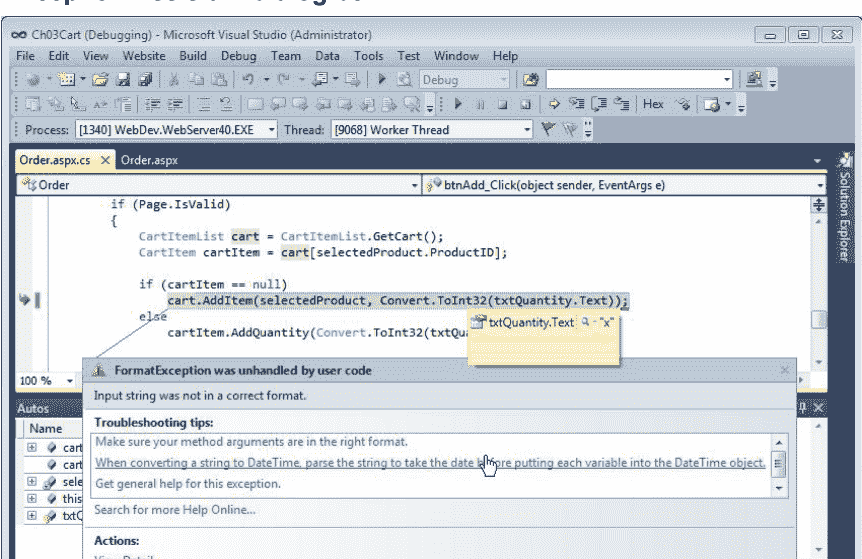 Ch03Cart (Debugging) - Microsoft Visual Studio (Administrator)
File Edit View Website Build Debug Team Data Tools Test Window Help
Debug
Hex
Process: [1340] WebDev.WebServer40.EXE Thread: [9068] Worker Thread
Order.aspx.cs Order.aspx
Order btnAdd_Click(object sender, EventArgs e)
Solution Explorer
if (Page.IsValid)
{
CartItemList cart = CartItemList.GetCart();
CartItem cartItem = cart[selectedProduct.ProductID];
if (cartItem == null)
cart.AddItem(selectedProduct, Convert.ToInt32(txtQuantity.Text));
else
cartItem.AddQuantity(Convert.ToInt32(txtQu
txtQuantity.Text "x"
FormatException was unhandled by user code
100 %
Input string was not in a correct format.
Autos
Troubleshooting tips:
Name
Make sure your method arguments are in the right format.
cart
When converting a string to DateTime, parse the string to take the date before putting each variable into the DateTime object.
cart
sele
Get general help for this exception.
this
Search for more Help Online...
txtQ
Actions: